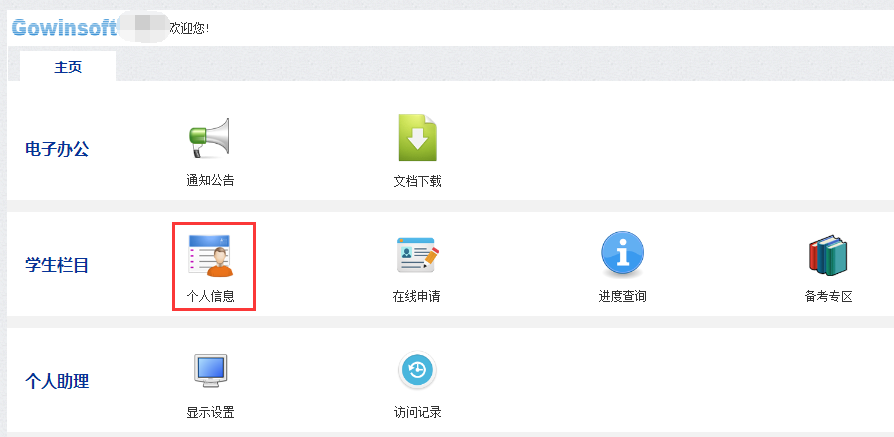 Gowinsoft 欢迎您!
主页
电子办公
通知公告
文档下载
学生栏目
个人信息
在线申请
进度查询
备考专区
个人助理
显示设置
访问记录